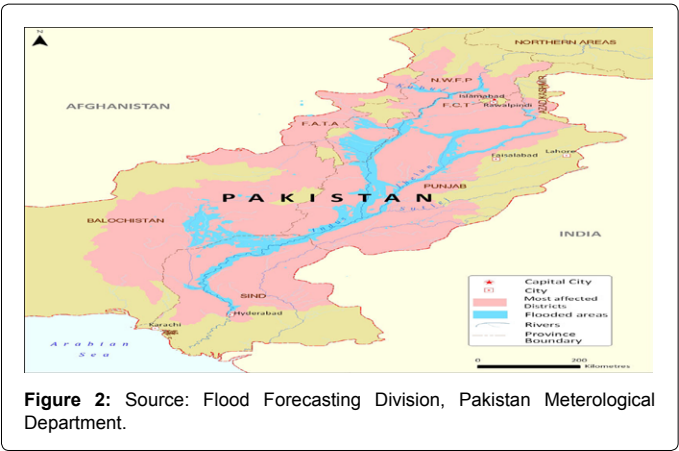 N
NORTHERN AREAS
N.W.F.P
Kabul
Islamabad
F.C.T
Rawalpindi
AZAD KASHMIR
AFGHANISTAN
F.A.T.A
Lahore
Faisalabad
PAKISTAN
PUNJAB
Indus
BALOCHISTAN
INDIA
SIND
Hyderabad
Karachi
Arabian
Sea
Capital City
City
Most affected
Districts
Flooded areas
Rivers
Province
Boundary
0 200
Kilometres
Figure 2: Source: Flood Forecasting Division, Pakistan Meterological
Department.